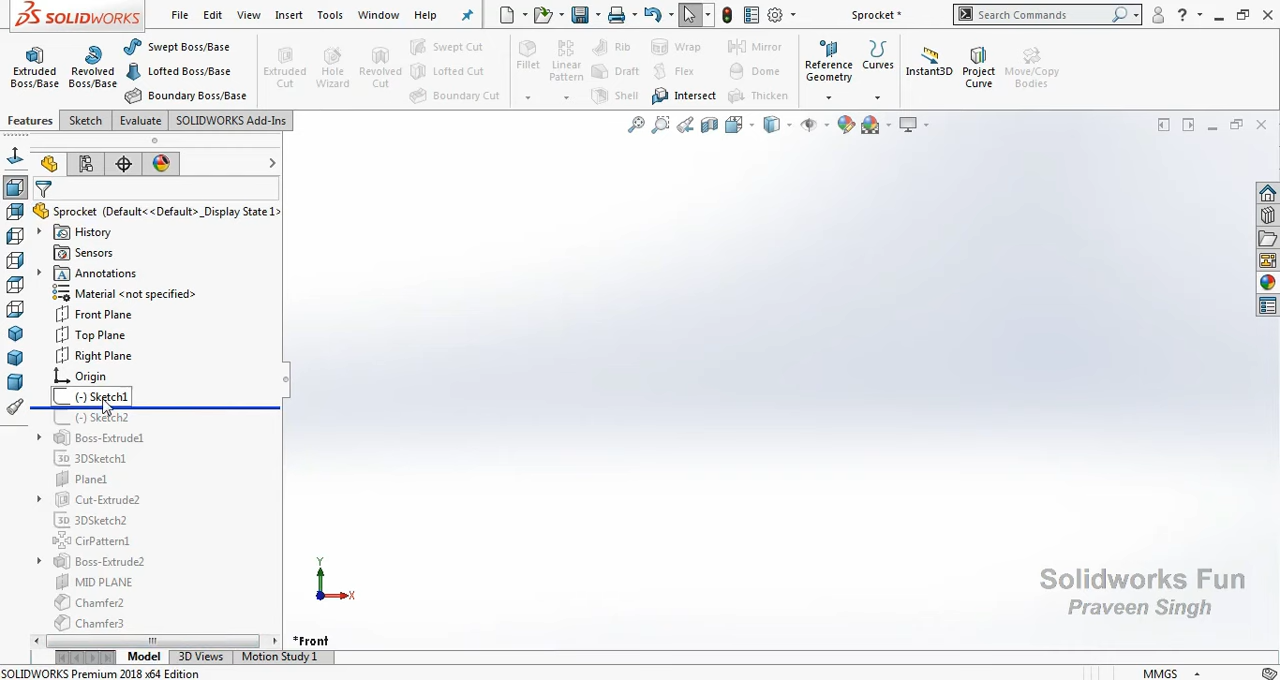 SOLIDWORKS
File Edit View Insert Tools Window Help
Sprocket *
Search Commands
?
Extruded Boss/Base
Revolved Boss/Base
Swept Boss/Base
Lofted Boss/Base
Boundary Boss/Base
Extruded Cut
Hole Wizard
Revolved Cut
Swept Cut
Lofted Cut
Boundary Cut
Fillet
Linear Pattern
Rib
Draft
Shell
Wrap
Flex
Intersect
Mirror
Dome
Thicken
Reference Geometry
Curves
Instant3D
Project Curve
Move/Copy Bodies
Features Sketch Evaluate SOLIDWORKS Add-Ins
Sprocket (Default<<Default>_Display State 1>
History
Sensors
Annotations
Material <not specified>
Front Plane
Top Plane
Right Plane
Origin
(-) Sketch1
(-) Sketch2
Boss-Extrude1
3D 3DSketch1
Plane1
Cut-Extrude2
3D 3DSketch2
CirPattern1
Boss-Extrude2
MID PLANE
Chamfer2
Chamfer3
Y
X
*Front
Solidworks Fun
Praveen Singh
Model 3D Views Motion Study 1
SOLIDWORKS Premium 2018 x64 Edition
MMGS